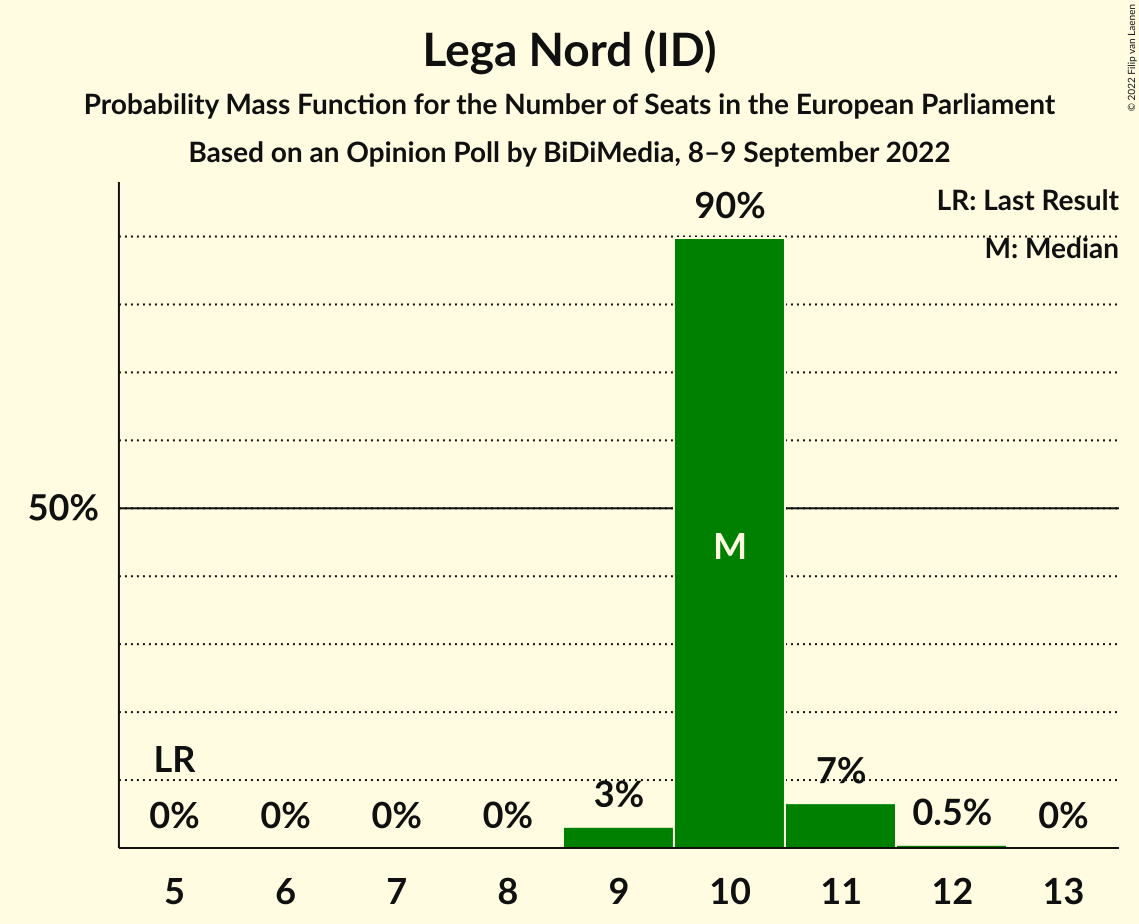 Lega Nord (ID)
Probability Mass Function for the Number of Seats in the European Parliament
Based on an Opinion Poll by BiDiMedia, 8–9 September 2022
© 2022 Filip van Laenen
LR: Last Result
M: Median
90%
50%
M
LR
0% 0% 0% 0% 3% 7% 0.5% 0%
5 6 7 8 9 10 11 12 13